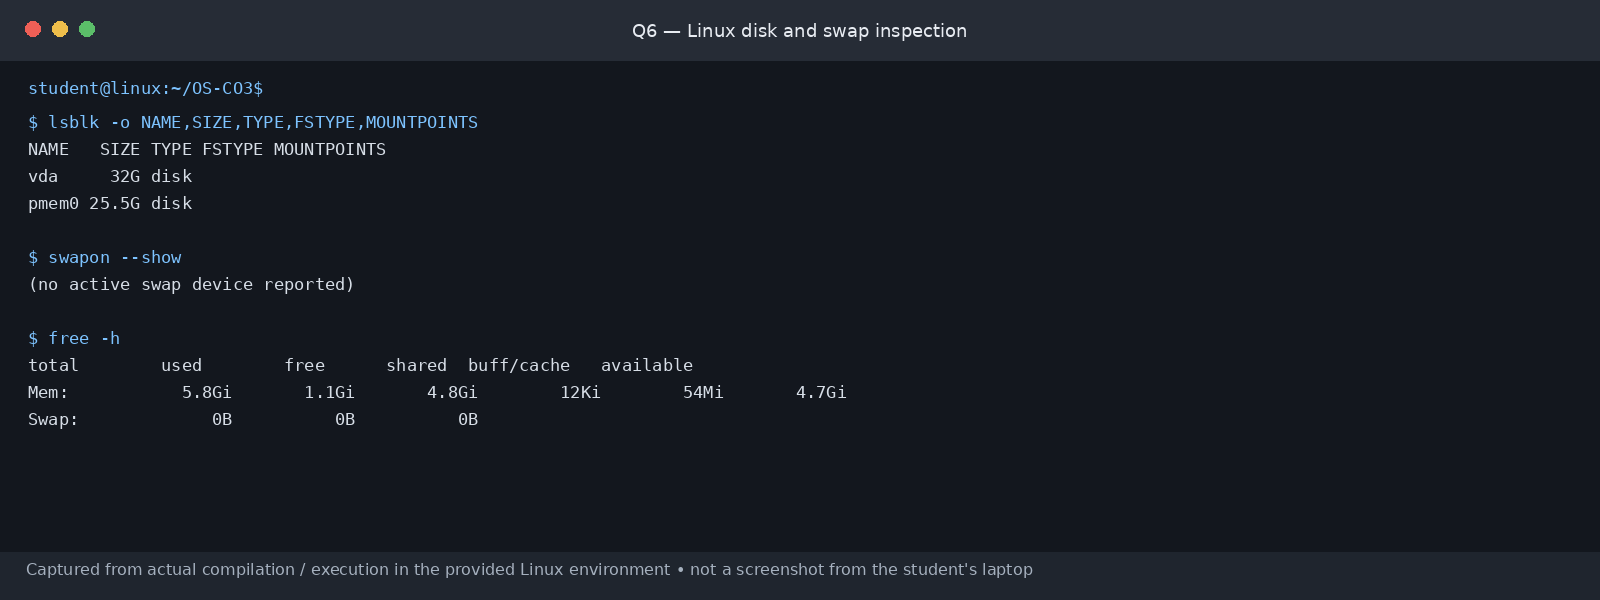 Q6 — Linux disk and swap inspection
student@linux:~/OS-CO3$
$ lsblk -o NAME,SIZE,TYPE,FSTYPE,MOUNTPOINTS
NAME   SIZE TYPE FSTYPE MOUNTPOINTS
vda     32G disk
pmem0 25.5G disk
$ swapon --show
(no active swap device reported)
$ free -h
total        used        free      shared  buff/cache   available
Mem:           5.8Gi       1.1Gi       4.8Gi        12Ki        54Mi       4.7Gi
Swap:             0B          0B          0B
Captured from actual compilation / execution in the provided Linux environment • not a screenshot from the student's laptop